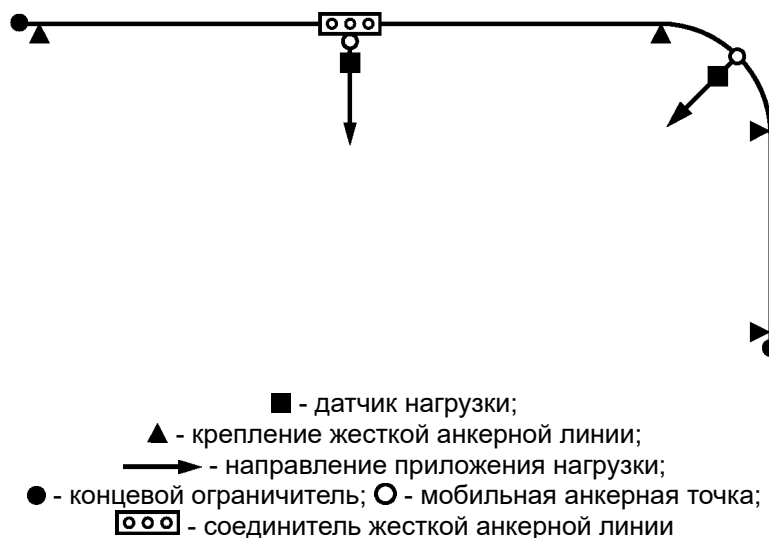 - датчик нагрузки;
- крепление жесткой анкерной линии;
- направление приложения нагрузки;
- концевой ограничитель; - мобильная анкерная точка;
- соединитель жесткой анкерной линии